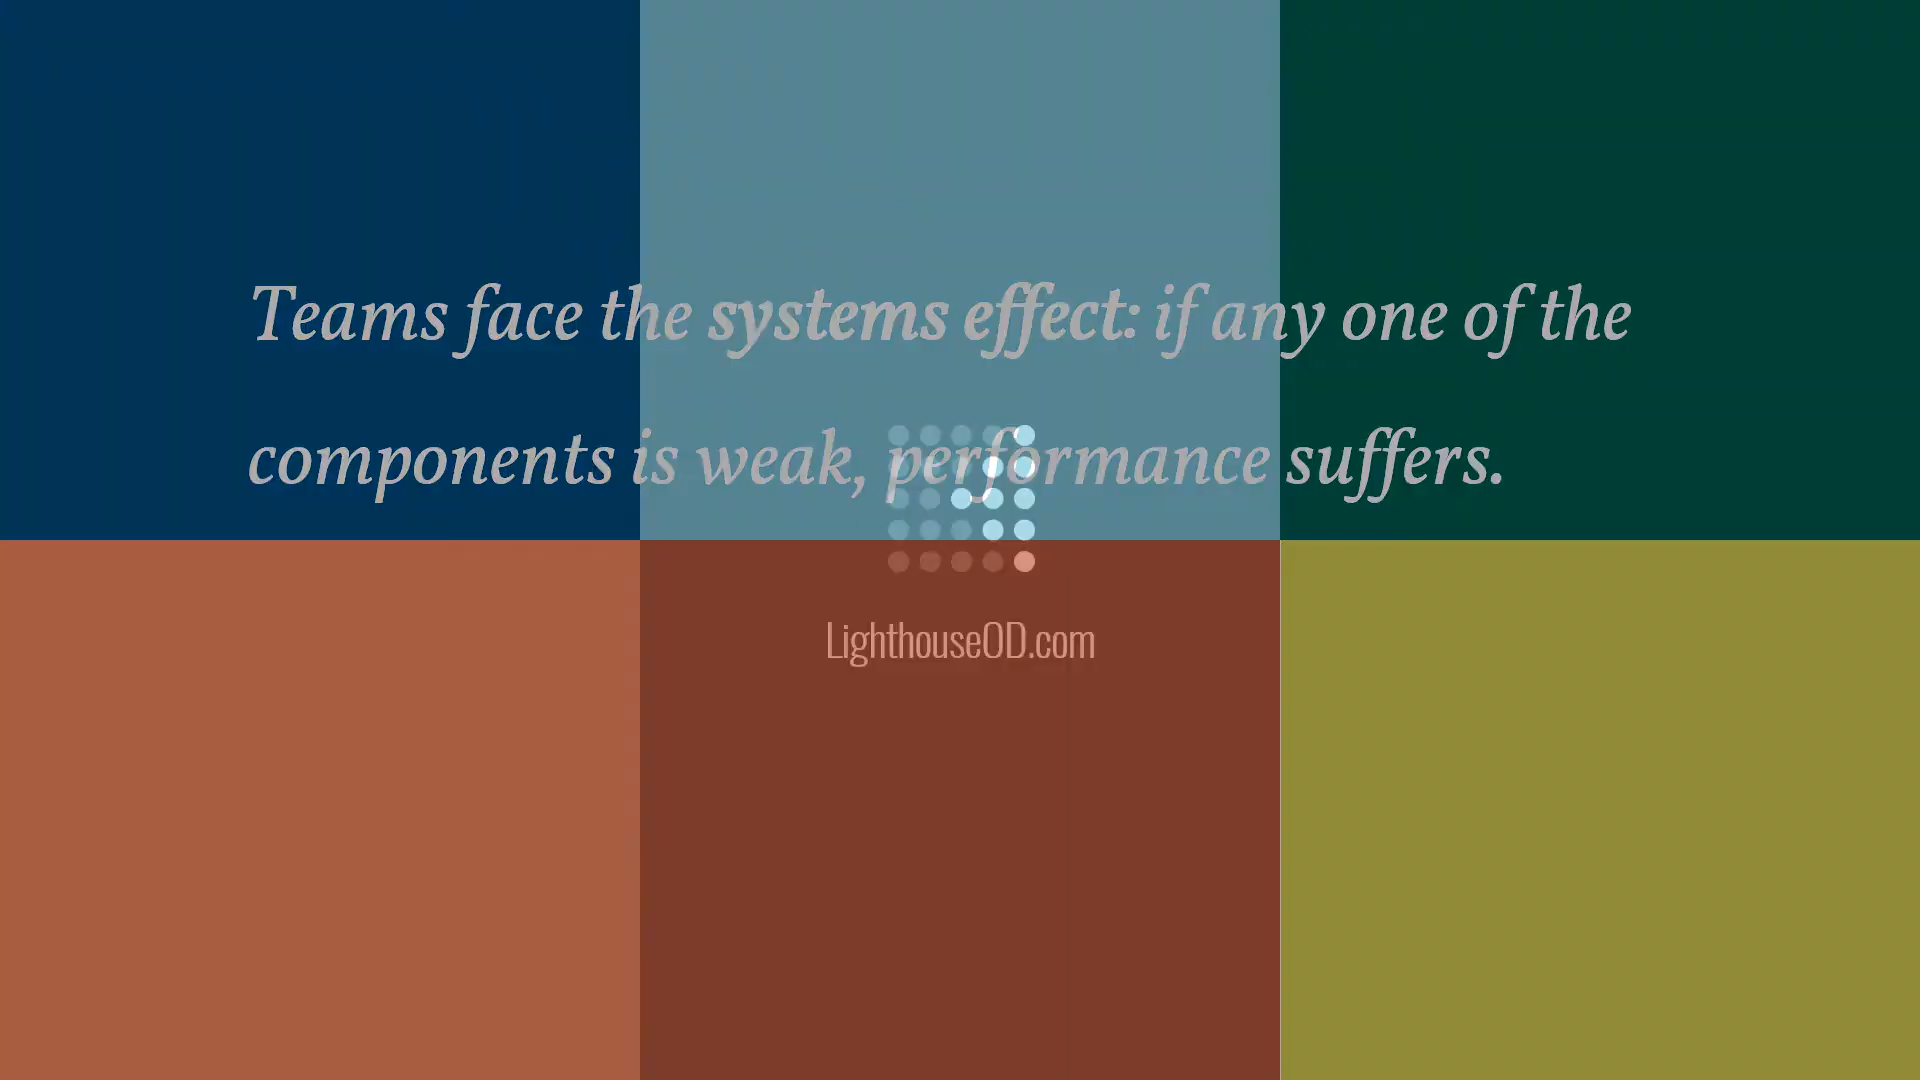 Teams face the systems effect: if any one of the
components is weak, performance suffers.
LighthouseOD.com